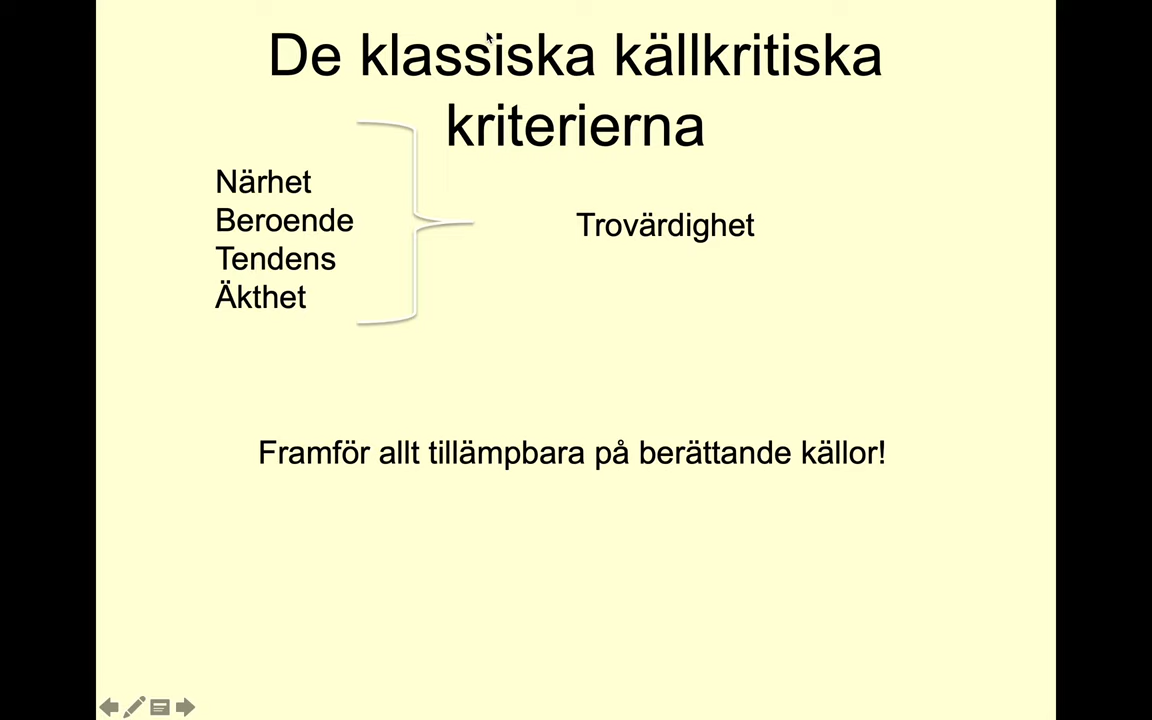 De klassiska källkritiska
kriterierna
Närhet
Beroende
Tendens
Äkthet
Trovärdighet
Framför allt tillämpbara på berättande källor!